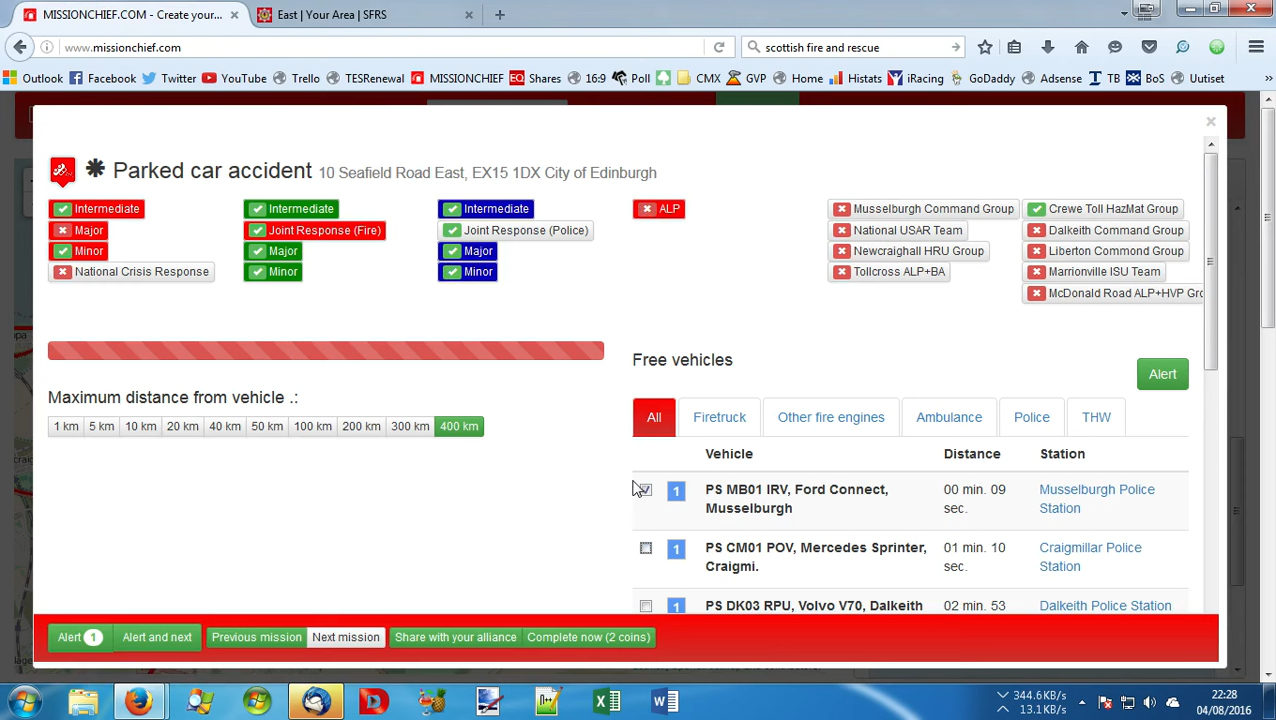 MISSIONCHIEF.COM - Create your...
East | Your Area | SFRS
www.missionchief.com
scottish fire and rescue
Outlook Facebook Twitter YouTube Trello TESRenewal MISSIONCHIEF EQ Shares 16:9 Poll CMX GVP Home Histats iRacing GoDaddy Adsense TB BoS Uutiset »
Parked car accident 10 Seafield Road East, EX15 1DX City of Edinburgh
Intermediate Intermediate Intermediate ALP Musselburgh Command Group Crewe Toll HazMat Group
Major Joint Response (Fire) Joint Response (Police) National USAR Team Dalkeith Command Group
Minor Major Major Newcraighall HRU Group Liberton Commond Group
National Crisis Response Minor Minor Tollcross ALP+BA Marrionville ISU Team
McDonald Road ALP+HVP Gro
Free vehicles
Alert
Maximum distance from vehicle .:
1 km 5 km 10 km 20 km 40 km 50 km 100 km 200 km 300 km 400 km
All Firetruck Other fire engines Ambulance Police THW
Vehicle Distance Station
1 PS MB01 IRV, Ford Connect, 00 min. 09 Musselburgh Police
Musselburgh sec. Station
1 PS CM01 POV, Mercedes Sprinter, 01 min. 10 Craigmillar Police
Craigmi. sec. Station
1 PS DK03 RPU, Volvo V70, Dalkeith 02 min. 53 Dalkeith Police Station
Alert 1 Alert and next Previous mission Next mission Share with your alliance Complete now (2 coins)
344.6KB/s 22:28
13.1KB/s 04/08/2016